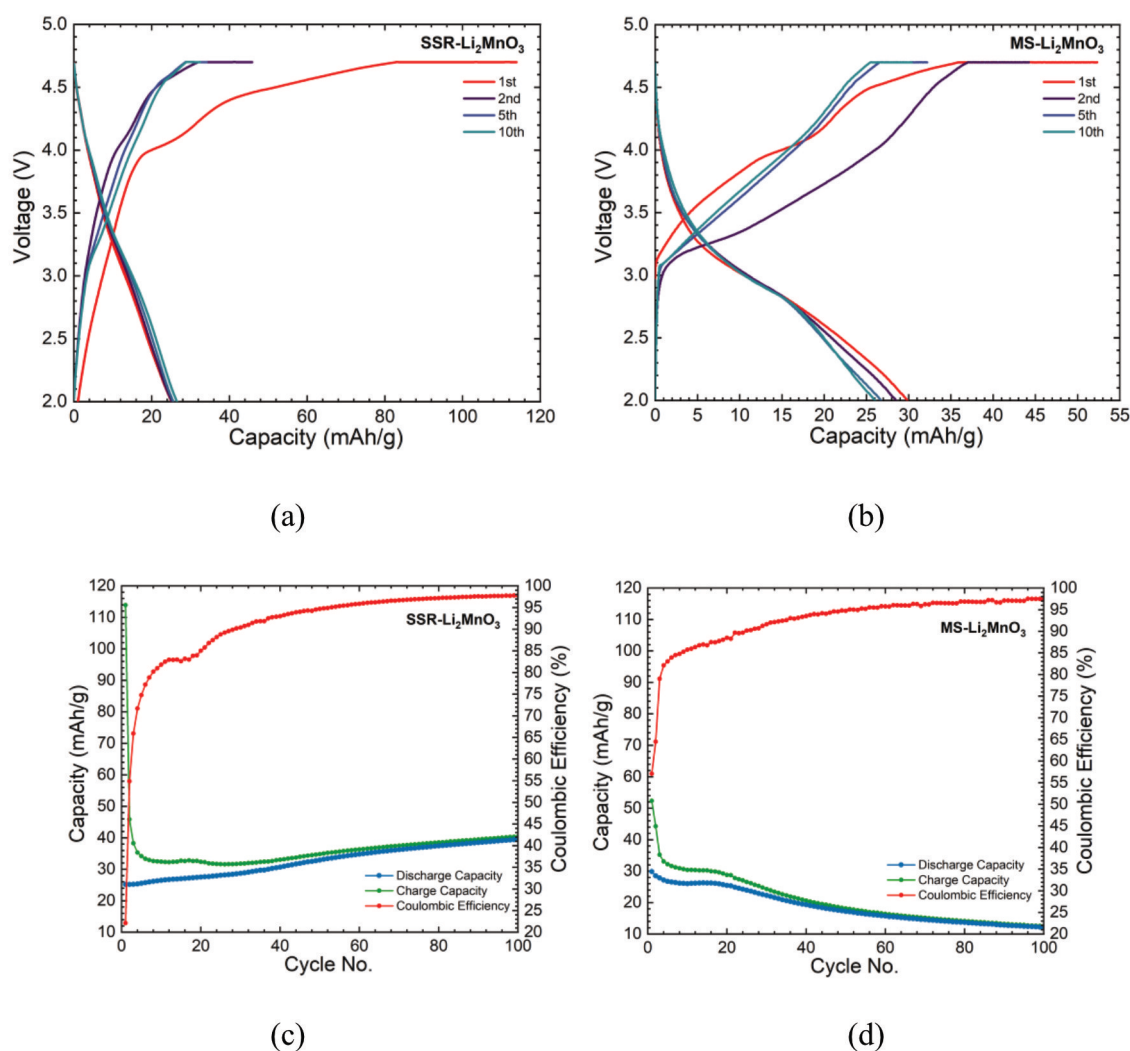 SSR-Li₂MnO₃
1st
2nd
5th
10th
5.0
4.5
4.0
3.5
3.0
2.5
2.0
Voltage (V)
0 20 40 60 80 100 120
Capacity (mAh/g)
(a)
MS-Li₂MnO₃
1st
2nd
5th
10th
5.0
4.5
4.0
3.5
3.0
2.5
2.0
Voltage (V)
0 5 10 15 20 25 30 35 40 45 50 55
Capacity (mAh/g)
(b)
SSR-Li₂MnO₃
120
110
100
90
80
70
60
50
40
30
20
10
Capacity (mAh/g)
100
95
90
85
80
75
70
65
60
55
50
45
40
35
30
25
20
Coulombic Efficiency (%)
Discharge Capacity
Charge Capacity
Coulombic Efficiency
0 20 40 60 80 100
Cycle No.
(c)
MS-Li₂MnO₃
120
110
100
90
80
70
60
50
40
30
20
10
Capacity (mAh/g)
100
95
90
85
80
75
70
65
60
55
50
45
40
35
30
25
20
Coulombic Efficiency (%)
Discharge Capacity
Charge Capacity
Coulombic Efficiency
0 20 40 60 80 100
Cycle No.
(d)